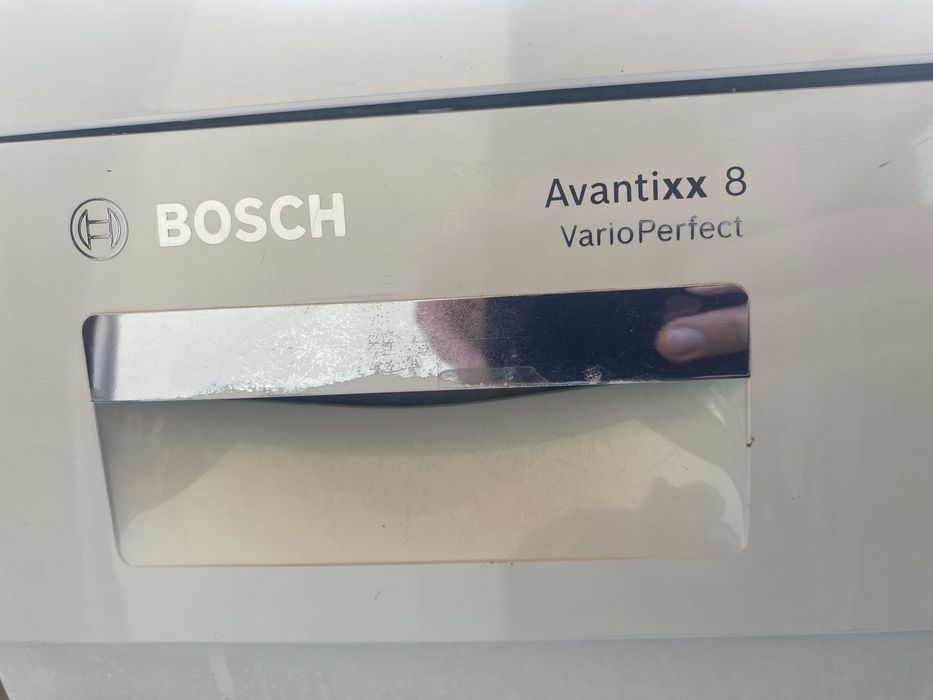 BOSCH
Avantixx 8
VarioPerfect